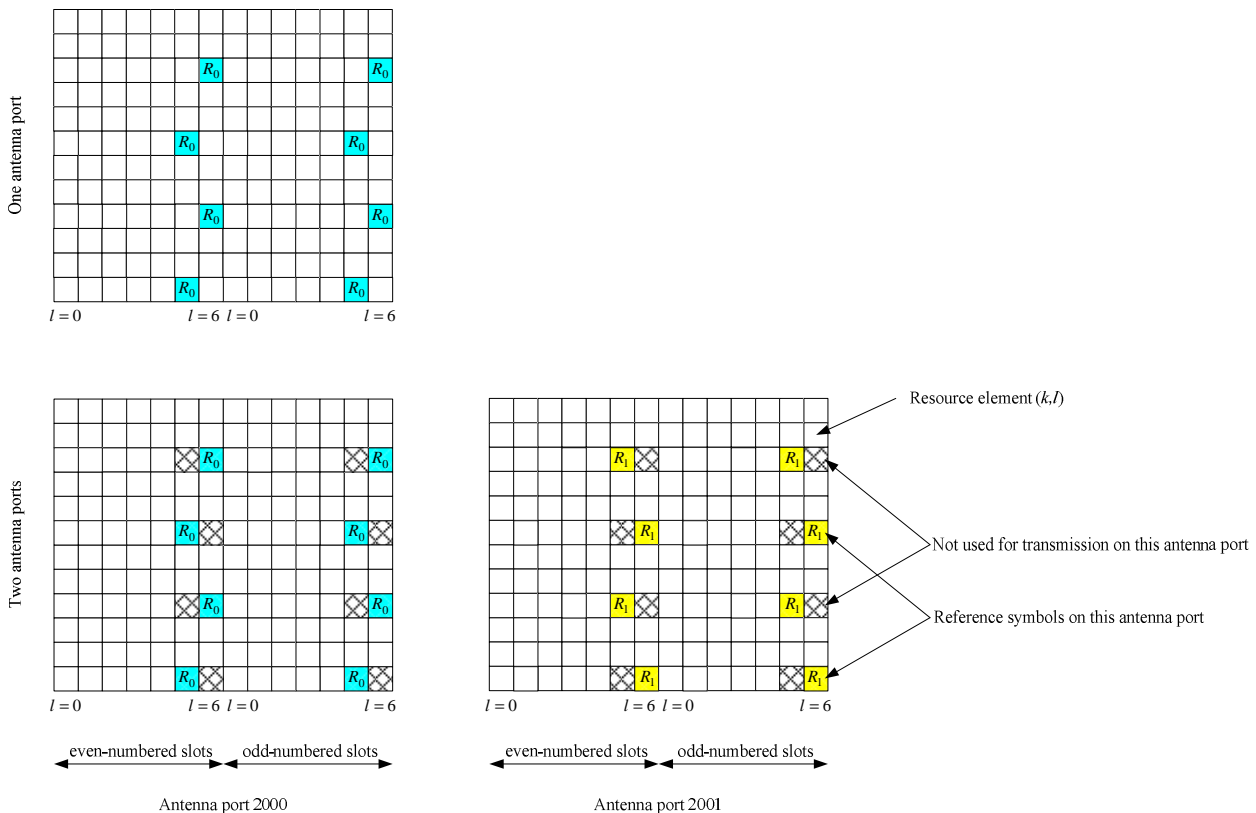 One antenna port
R0 R0
R0 R0
R0 R0
R0 R0
l = 0 l = 6 l = 0 l = 6
Two antenna ports
Resource element (k,l)
R0 R0 R1 R1
R0 R0 R1 R1
Not used for transmission on this antenna port
R0 R0 R1 R1
Reference symbols on this antenna port
R0 R0 R1 R1
l = 0 l = 6 l = 0 l = 6 l = 0 l = 6 l = 0 l = 6
even-numbered slots odd-numbered slots even-numbered slots odd-numbered slots
Antenna port 2000 Antenna port 2001